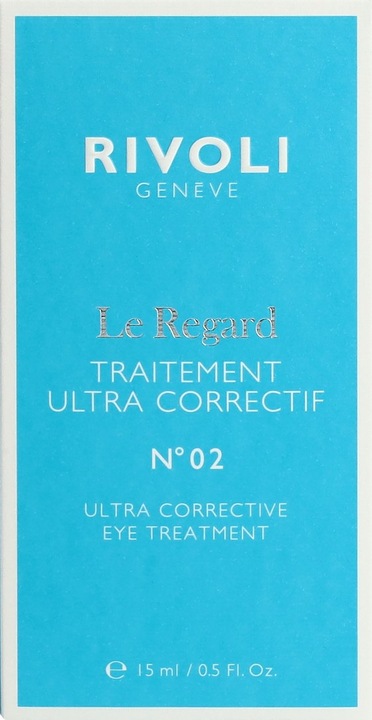 RIVOLI
GENÈVE
Le Regard
TRAITEMENT
ULTRA CORRECTIF
N° 02
ULTRA CORRECTIVE
EYE TREATMENT
℮ 15 ml / 0.5 Fl. Oz.